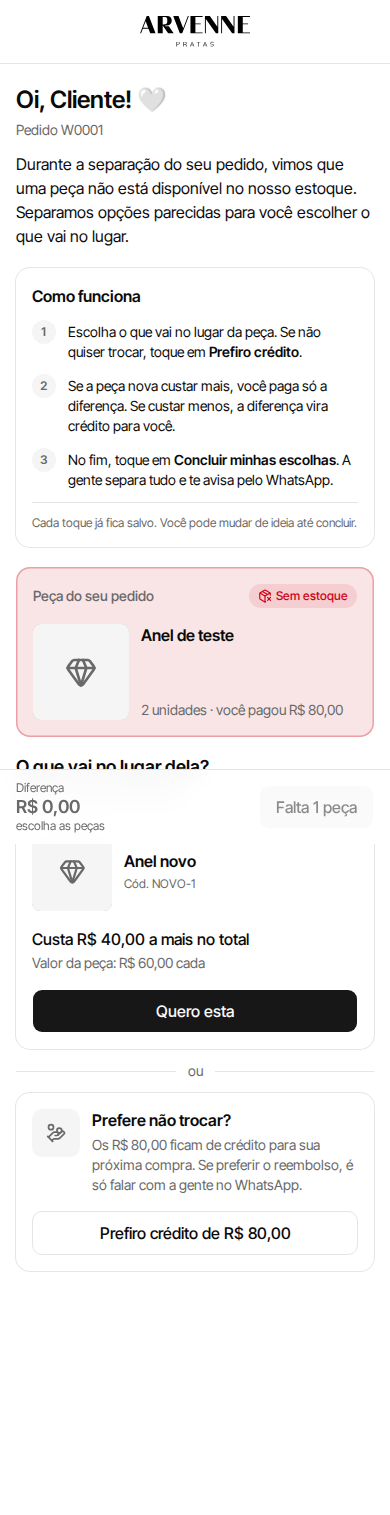 ARVENNE
PRATAS
Oi, Cliente! 🤍
Pedido W0001
Durante a separação do seu pedido, vimos que
uma peça não está disponível no nosso estoque.
Separamos opções parecidas para você escolher o
que vai no lugar.
Como funciona
1 Escolha o que vai no lugar da peça. Se não
quiser trocar, toque em Prefiro crédito.
2 Se a peça nova custar mais, você paga só a
diferença. Se custar menos, a diferença vira
crédito para você.
3 No fim, toque em Concluir minhas escolhas. A
gente separa tudo e te avisa pelo WhatsApp.
Cada toque já fica salvo. Você pode mudar de ideia até concluir.
Peça do seu pedido Sem estoque
Anel de teste
2 unidades · você pagou R$ 80,00
O que vai no lugar dela?
Diferença
R$ 0,00
escolha as peças
Falta 1 peça
Anel novo
Cód. NOVO-1
Custa R$ 40,00 a mais no total
Valor da peça: R$ 60,00 cada
Quero esta
ou
Prefere não trocar?
Os R$ 80,00 ficam de crédito para sua
próxima compra. Se preferir o reembolso, é
só falar com a gente no WhatsApp.
Prefiro crédito de R$ 80,00